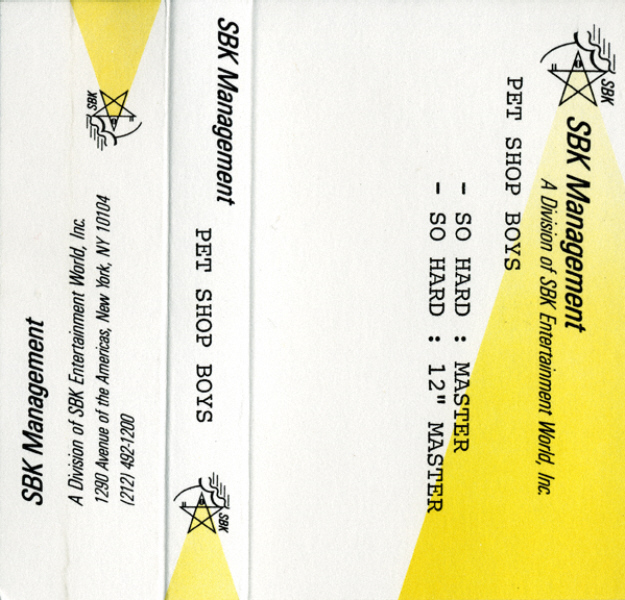 SBK
SBK Management
A Division of SBK Entertainment World, Inc.
PET SHOP BOYS
- SO HARD : MASTER
- SO HARD : 12" MASTER
SBK Management
PET SHOP BOYS
SBK
SBK
SBK Management
A Division of SBK Entertainment World, Inc.
1290 Avenue of the Americas, New York, NY 10104
(212) 492-1200